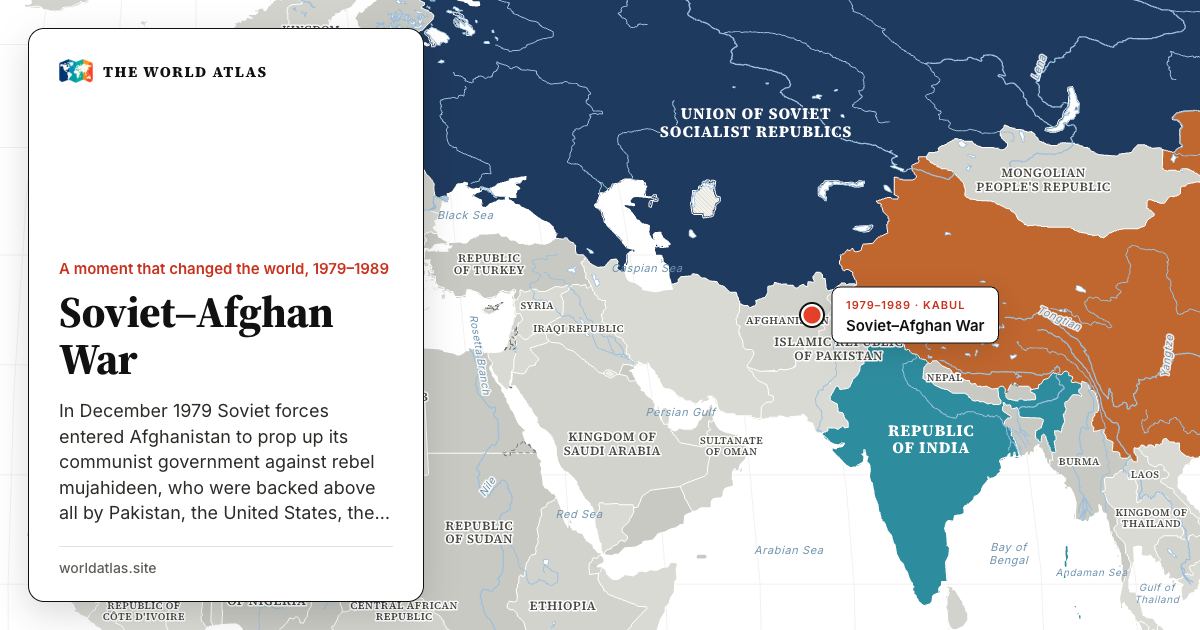 THE WORLD ATLAS
A moment that changed the world, 1979–1989
Soviet–Afghan
War
In December 1979 Soviet forces
entered Afghanistan to prop up its
communist government against rebel
mujahideen, who were backed above
all by Pakistan, the United States, the...
worldatlas.site
UNION OF SOVIET
SOCIALIST REPUBLICS
Lena
MONGOLIAN
PEOPLE'S REPUBLIC
Black Sea
REPUBLIC
OF TURKEY
Caspian Sea
SYRIA
IRAQI REPUBLIC
Rosetta Branch
1979–1989 · KABUL
Soviet–Afghan War
ISLAMIC REPUBLIC
OF PAKISTAN
Tongtian
Yangtze
NEPAL
Persian Gulf
KINGDOM OF
SAUDI ARABIA
SULTANATE
OF OMAN
REPUBLIC
OF INDIA
BURMA
LAOS
Nile
Red Sea
REPUBLIC
OF SUDAN
KINGDOM OF
THAILAND
Arabian Sea
Bay of
Bengal
Andaman Sea
Gulf of
Thailand
ETHIOPIA
REPUBLIC OF
CÔTE D'IVOIRE
CENTRAL AFRICAN
REPUBLIC